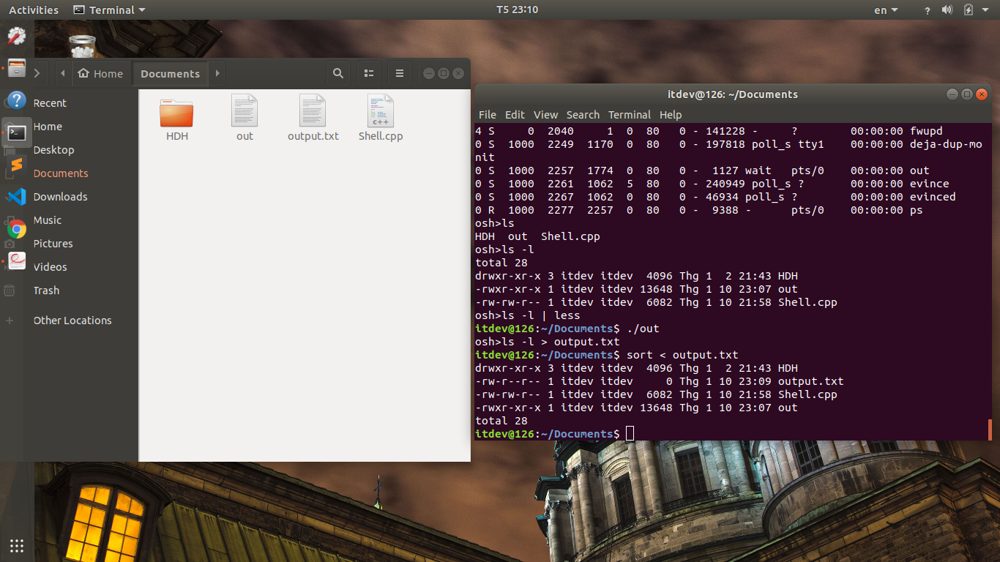 Activities
Terminal
T5 23:10
en
Home
Documents
Recent
Home
Desktop
Documents
Downloads
Music
Pictures
Videos
Trash
Other Locations
HDH
out
output.txt
C++
Shell.cpp
itdev@126: ~/Documents
File Edit View Search Terminal Help
4 S     0  2040     1  0  80   0 - 141228 -     ?        00:00:00 fwupd
0 S  1000  2249  1170  0  80   0 - 197818 poll_s tty1    00:00:00 deja-dup-mo
nit
0 S  1000  2257  1774  0  80   0 -  1127 wait   pts/0    00:00:00 out
0 S  1000  2261  1062  5  80   0 - 240949 poll_s ?       00:00:00 evince
0 S  1000  2267  1062  0  80   0 - 46934 poll_s ?        00:00:00 evinced
0 R  1000  2277  2257  0  80   0 -  9388 -      pts/0    00:00:00 ps
osh>ls
HDH  out  Shell.cpp
osh>ls -l
total 28
drwxr-xr-x 3 itdev itdev  4096 Thg 1  2 21:43 HDH
-rwxr-xr-x 1 itdev itdev 13648 Thg 1 10 23:07 out
-rw-rw-r-- 1 itdev itdev  6082 Thg 1 10 21:58 Shell.cpp
osh>ls -l | less
itdev@126:~/Documents$ ./out
osh>ls -l > output.txt
itdev@126:~/Documents$ sort < output.txt
drwxr-xr-x 3 itdev itdev  4096 Thg 1  2 21:43 HDH
-rw-r--r-- 1 itdev itdev     0 Thg 1 10 23:09 output.txt
-rw-rw-r-- 1 itdev itdev  6082 Thg 1 10 21:58 Shell.cpp
-rwxr-xr-x 1 itdev itdev 13648 Thg 1 10 23:07 out
total 28
itdev@126:~/Documents$